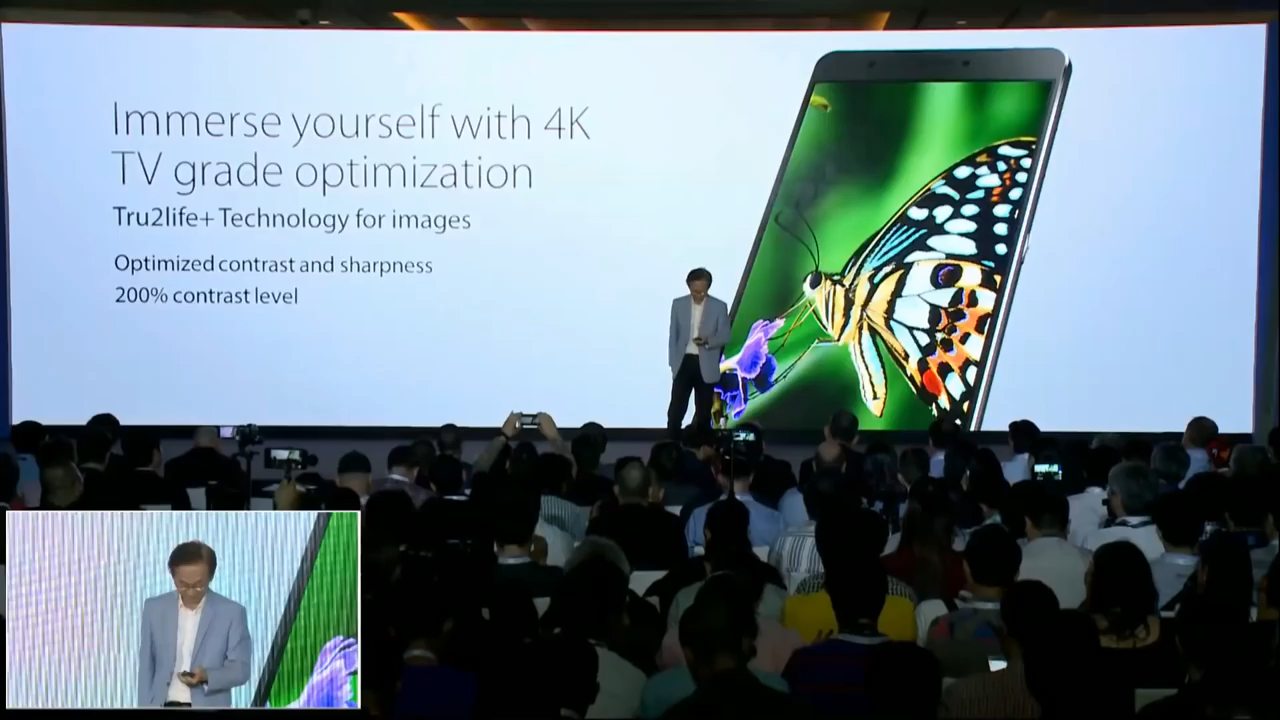 Immerse yourself with 4K
TV grade optimization
Tru2life+ Technology for images
Optimized contrast and sharpness
200% contrast level